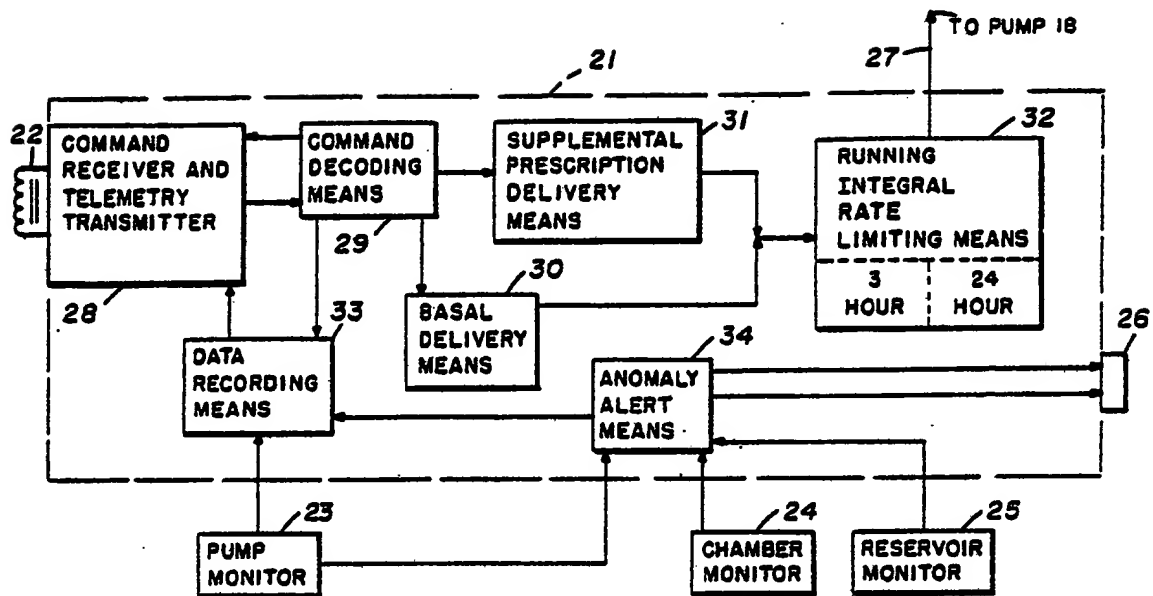 TO PUMP 18
27
21
22
COMMAND
RECEIVER AND
TELEMETRY
TRANSMITTER
28
COMMAND
DECODING
MEANS
29
SUPPLEMENTAL
PRESCRIPTION
DELIVERY
MEANS
31
32
RUNNING
INTEGRAL
RATE
LIMITING MEANS
3
HOUR
24
HOUR
30
BASAL
DELIVERY
MEANS
33
DATA
RECORDING
MEANS
34
ANOMALY
ALERT
MEANS
26
23
PUMP
MONITOR
24
CHAMBER
MONITOR
25
RESERVOIR
MONITOR